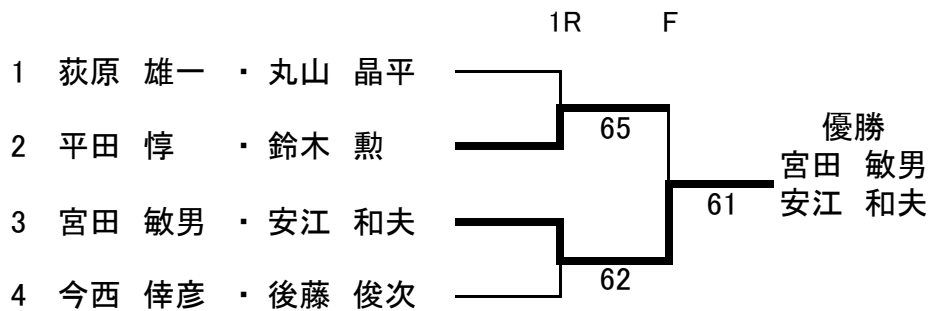 1R F
1 荻原 雄一 ・ 丸山 晶平
2 平田 惇 ・ 鈴木 勲
65
優勝
宮田 敏男
安江 和夫
3 宮田 敏男 ・ 安江 和夫
61
62
4 今西 倖彦 ・ 後藤 俊次